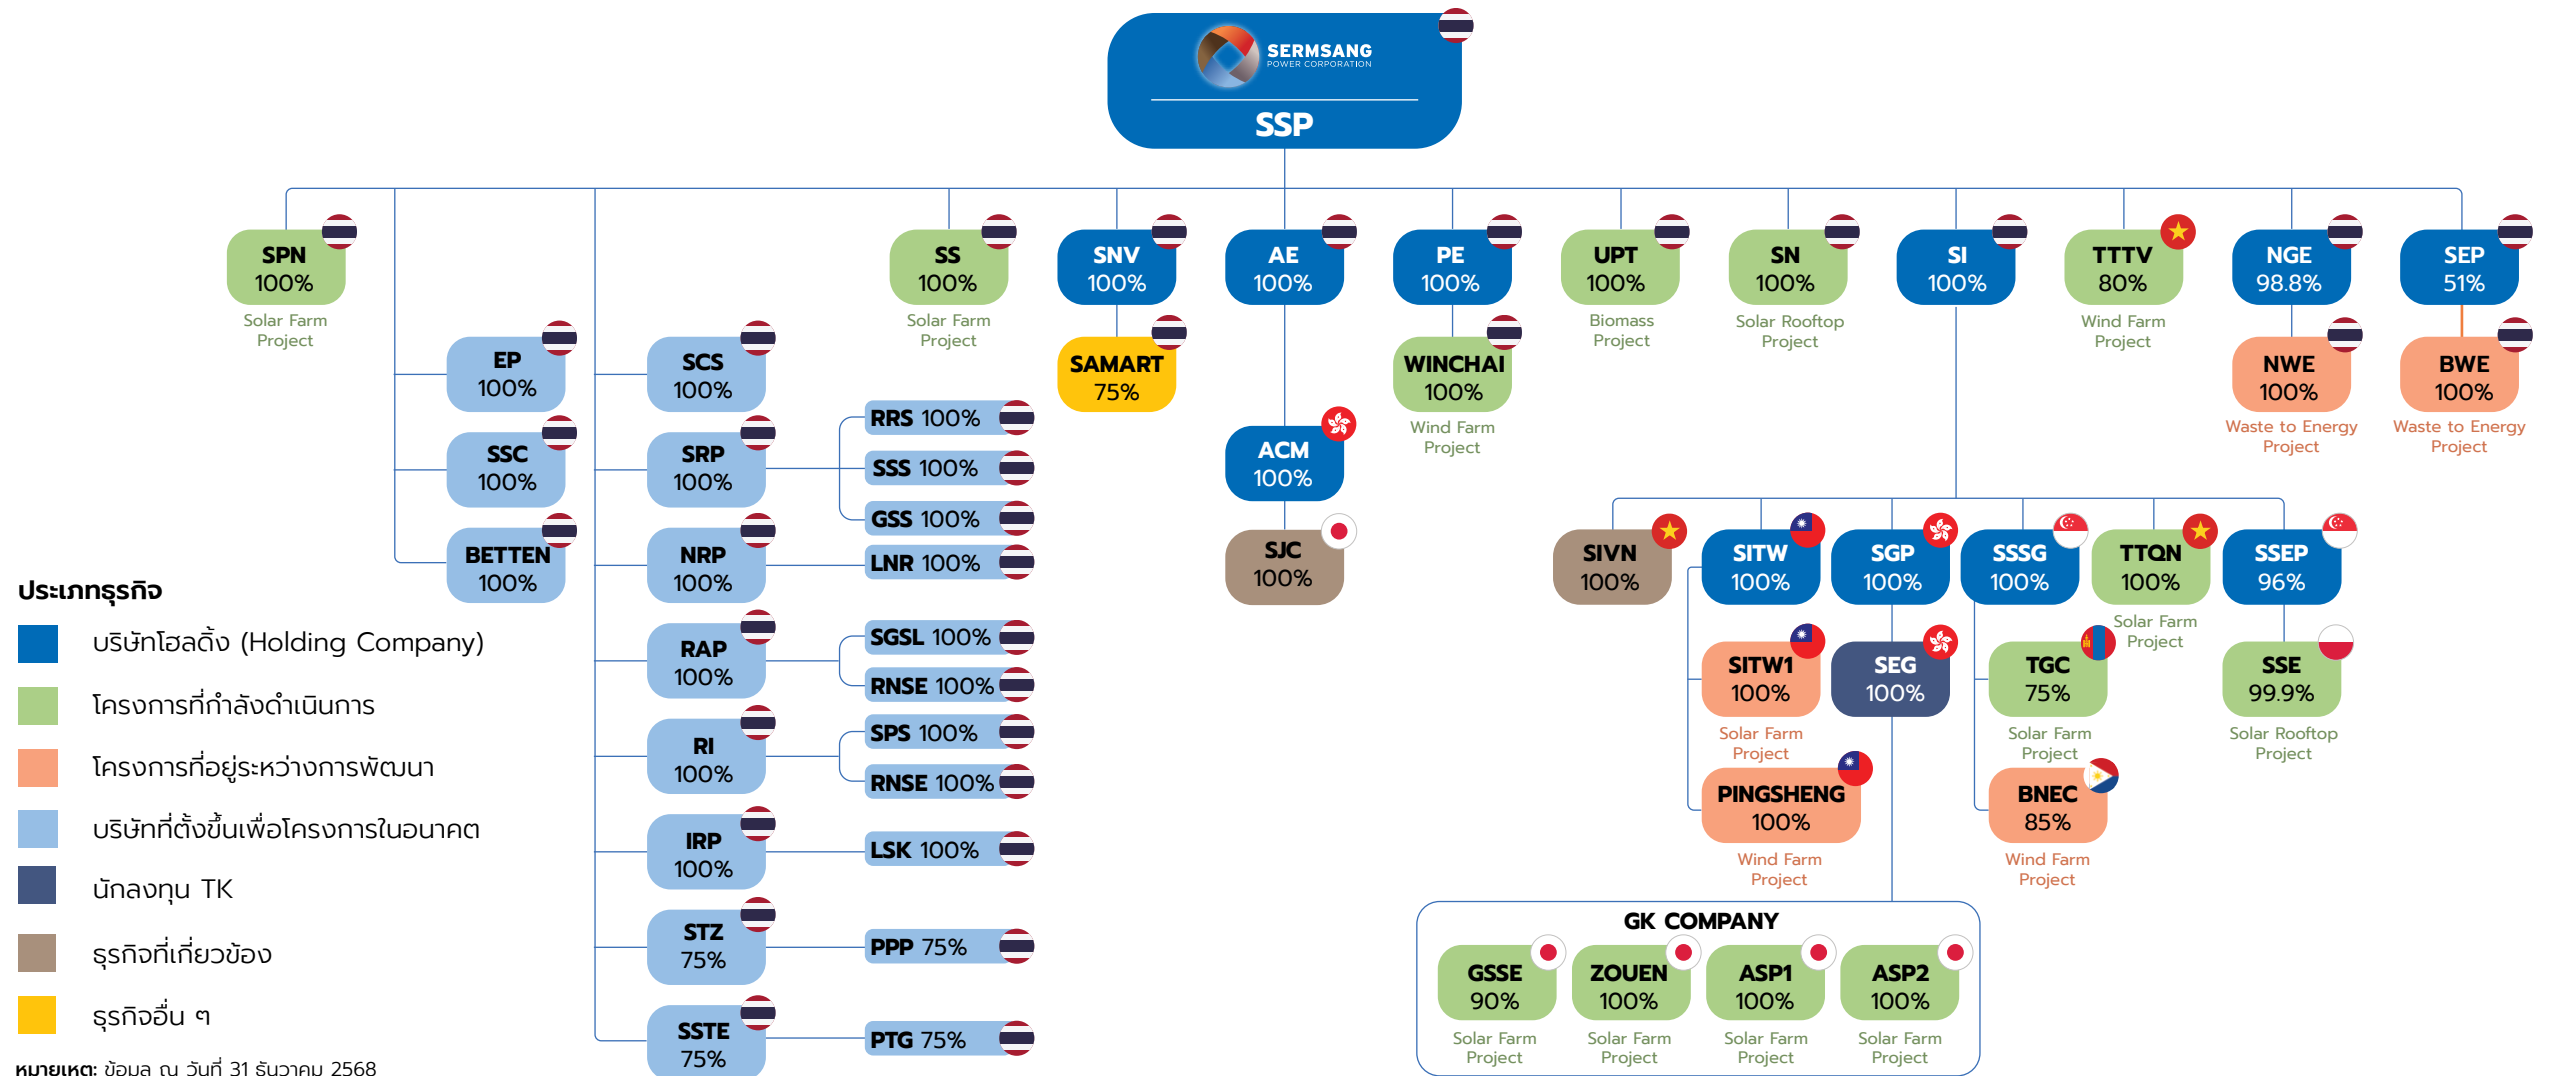 SERMSANG
POWER CORPORATION
SSP
SPN
100%
Solar Farm
Project
EP
100%
SSC
100%
BETTEN
100%
SCS
100%
SRP
100%
RRS 100%
SSS 100%
GSS 100%
NRP
100%
LNR 100%
RAP
100%
SGSL 100%
RNSE 100%
RI
100%
SPS 100%
RNSE 100%
IRP
100%
LSK 100%
STZ
75%
PPP 75%
SSTE
75%
PTG 75%
SS
100%
Solar Farm
Project
SNV
100%
SAMART
75%
AE
100%
ACM
100%
SJC
100%
PE
100%
WINCHAI
100%
Wind Farm
Project
UPT
100%
Biomass
Project
SN
100%
Solar Rooftop
Project
SI
100%
SIVN
100%
SITW
100%
SITW1
100%
Solar Farm
Project
PINGSHENG
100%
Wind Farm
Project
SGP
100%
SEG
100%
GK COMPANY
GSSE
90%
Solar Farm
Project
ZOUEN
100%
Solar Farm
Project
ASP1
100%
Solar Farm
Project
ASP2
100%
Solar Farm
Project
SSSG
100%
TGC
75%
Solar Farm
Project
BNEC
85%
Wind Farm
Project
TTQN
100%
Solar Farm
Project
SSEP
96%
SSE
99.9%
Solar Rooftop
Project
TTTV
80%
Wind Farm
Project
NGE
98.8%
NWE
100%
Waste to Energy
Project
SEP
51%
BWE
100%
Waste to Energy
Project
ประเภทธุรกิจ
บริษัทโฮลดิ้ง (Holding Company)
โครงการที่กำลังดำเนินการ
โครงการที่อยู่ระหว่างการพัฒนา
บริษัทที่ตั้งขึ้นเพื่อโครงการในอนาคต
นักลงทุน TK
ธุรกิจที่เกี่ยวข้อง
ธุรกิจอื่น ๆ
หมายเหตุ: ข้อมูล ณ วันที่ 31 ธันวาคม 2568